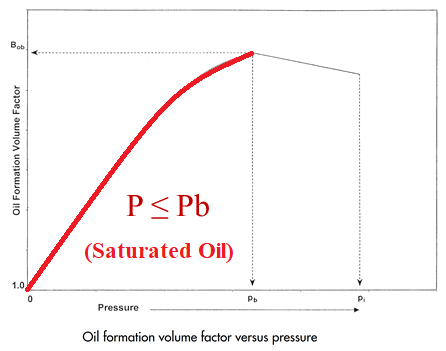 Bob
Oil Formation Volume Factor
P ≤ Pb
(Saturated Oil)
1.0
0
Pb
Pi
Pressure
Oil formation volume factor versus pressure